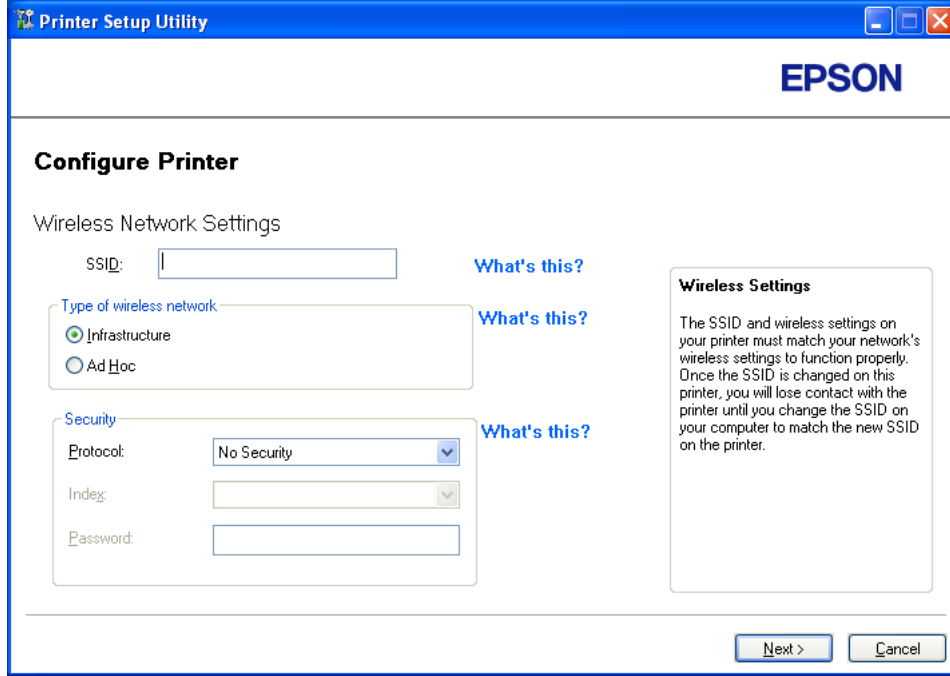 Printer Setup Utility
EPSON
Configure Printer
Wireless Network Settings
SSID:
What's this?
Type of wireless network
What's this?
Infrastructure
Ad Hoc
Security
What's this?
Protocol:
No Security
Index:
Password:
Wireless Settings
The SSID and wireless settings on
your printer must match your network's
wireless settings to function properly.
Once the SSID is changed on this
printer, you will lose contact with the
printer until you change the SSID on
your computer to match the new SSID
on the printer.
Next >
Cancel